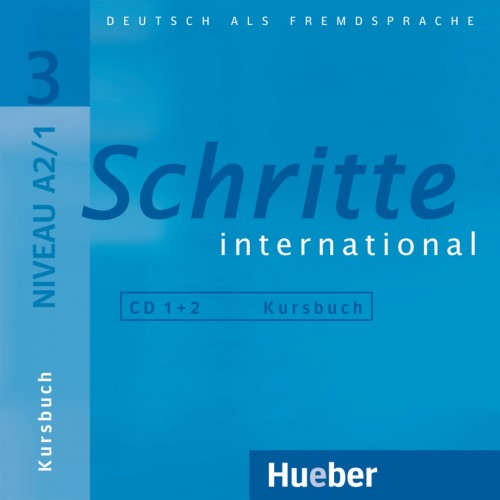 DEUTSCH ALS FREMDSPRACHE
3
NIVEAU A2/1
Schritte
international
CD 1+2 Kursbuch
Kursbuch
Hueber